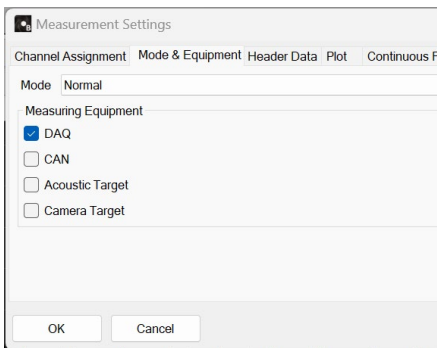 Measurement Settings
Channel Assignment Mode & Equipment Header Data Plot Continuous
Mode Normal
Measuring Equipment
DAQ
CAN
Acoustic Target
Camera Target
OK Cancel